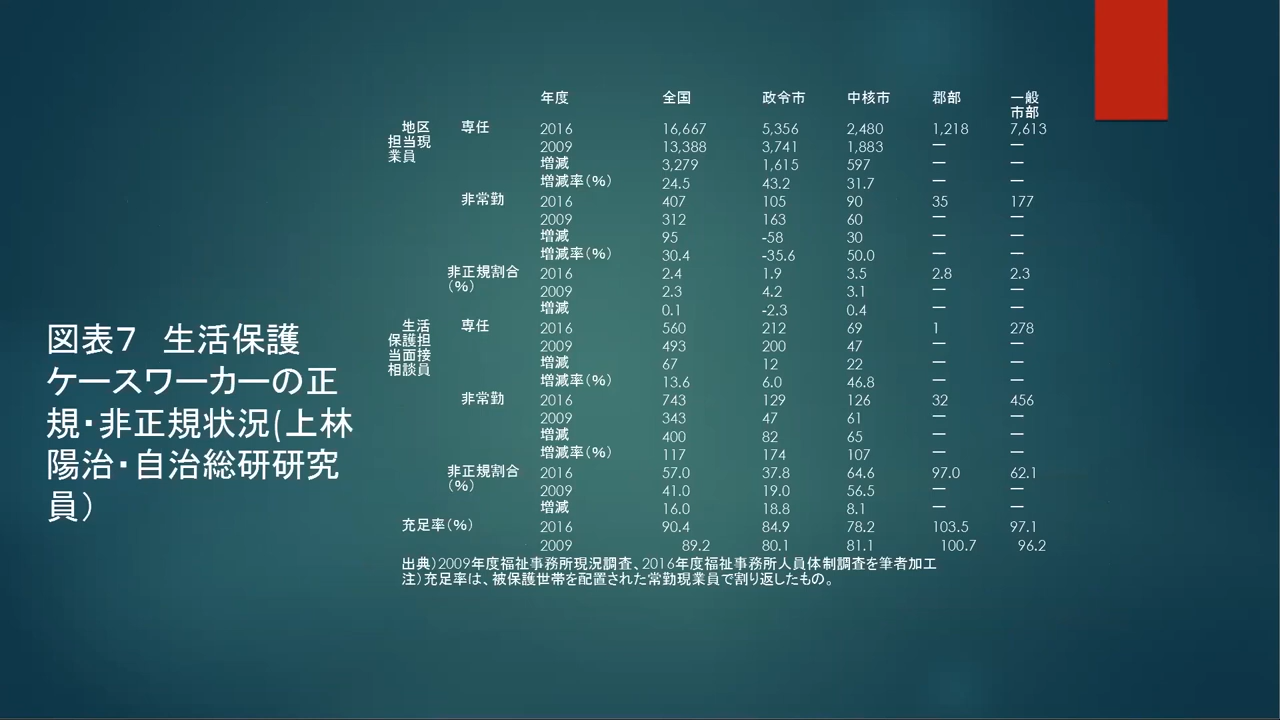 図表７　生活保護
ケースワーカーの正
規・非正規状況(上林
陽治・自治総研研究
員）
年度 全国 政令市 中核市 郡部 一般
市部
地区
担当現
業員
専任 2016 16,667 5,356 2,480 1,218 7,613
2009 13,388 3,741 1,883 ー ー
増減 3,279 1,615 597 ー ー
増減率(%) 24.5 43.2 31.7 ー ー
非常勤 2016 407 105 90 35 177
2009 312 163 60 ー ー
増減 95 -58 30 ー ー
増減率(%) 30.4 -35.6 50.0 ー ー
非正規割合
(%)
2016 2.4 1.9 3.5 2.8 2.3
2009 2.3 4.2 3.1 ー ー
増減 0.1 -2.3 0.4 ー ー
生活
保護担
当面接
相談員
専任 2016 560 212 69 1 278
2009 493 200 47 ー ー
増減 67 12 22 ー ー
増減率(%) 13.6 6.0 46.8 ー ー
非常勤 2016 743 129 126 32 456
2009 343 47 61 ー ー
増減 400 82 65 ー ー
増減率(%) 117 174 107 ー ー
非正規割合
(%)
2016 57.0 37.8 64.6 97.0 62.1
2009 41.0 19.0 56.5 ー ー
増減 16.0 18.8 8.1 ー ー
充足率(%) 2016 90.4 84.9 78.2 103.5 97.1
2009 89.2 80.1 81.1 100.7 96.2
出典)2009年度福祉事務所現況調査、2016年度福祉事務所人員体制調査を筆者加工
注)充足率は、被保護世帯を配置された常勤現業員で割り返したもの。